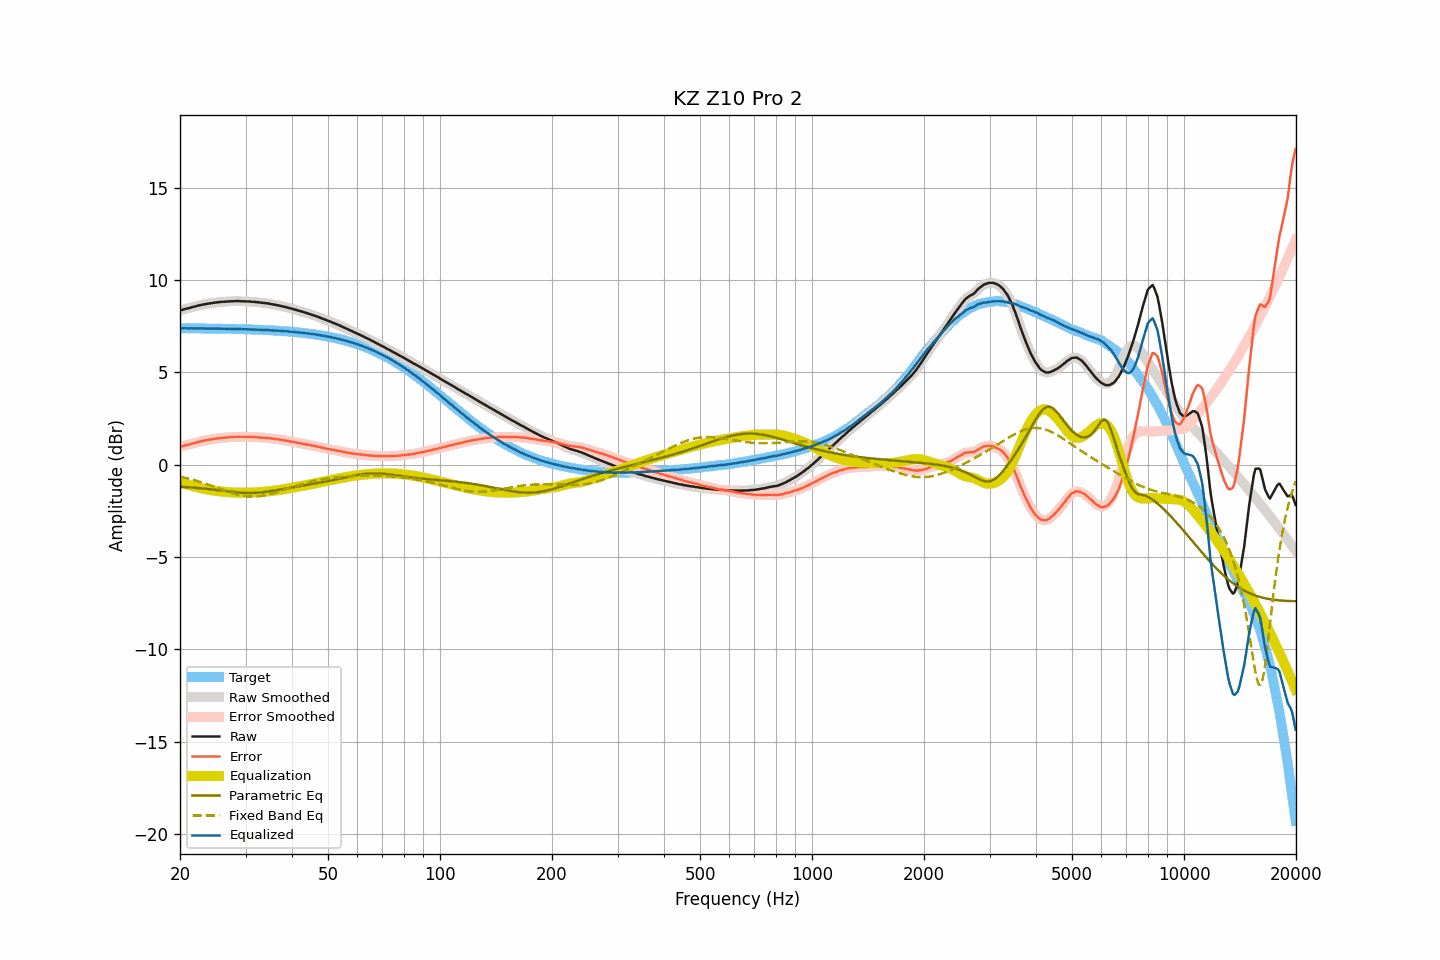 KZ Z10 Pro 2
Amplitude (dBr)
15
10
5
0
−5
−10
−15
−20
Target
Raw Smoothed
Error Smoothed
Raw
Error
Equalization
Parametric Eq
Fixed Band Eq
Equalized
20 50 100 200 500 1000 2000 5000 10000 20000
Frequency (Hz)